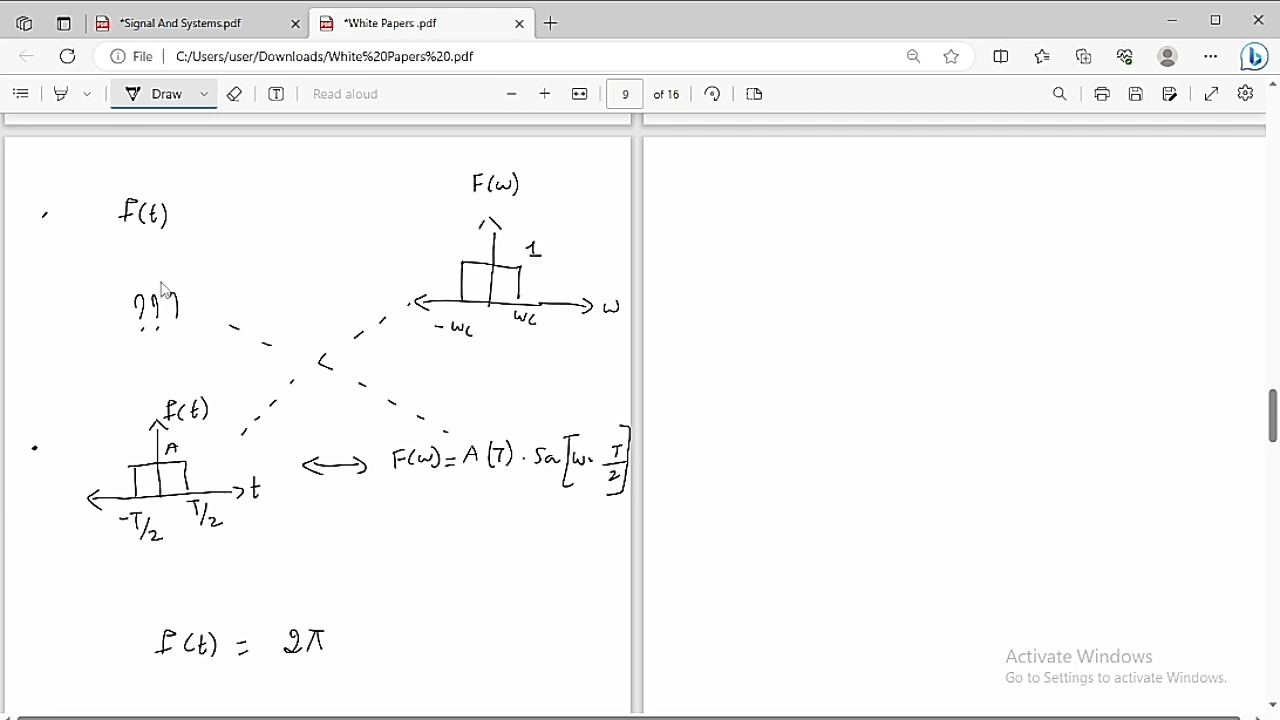 *Signal And Systems.pdf
*White Papers .pdf
File
C:/Users/user/Downloads/White%20Papers%20.pdf
Draw
Read aloud
9
of 16
F(ω)
f(t)
1
???
ω
-ωc
ωc
f(t)
A
F(ω) = A(T) · Sa[ω· T/2]
t
-T/2
T/2
f(t) = 2π
Activate Windows
Go to Settings to activate Windows.